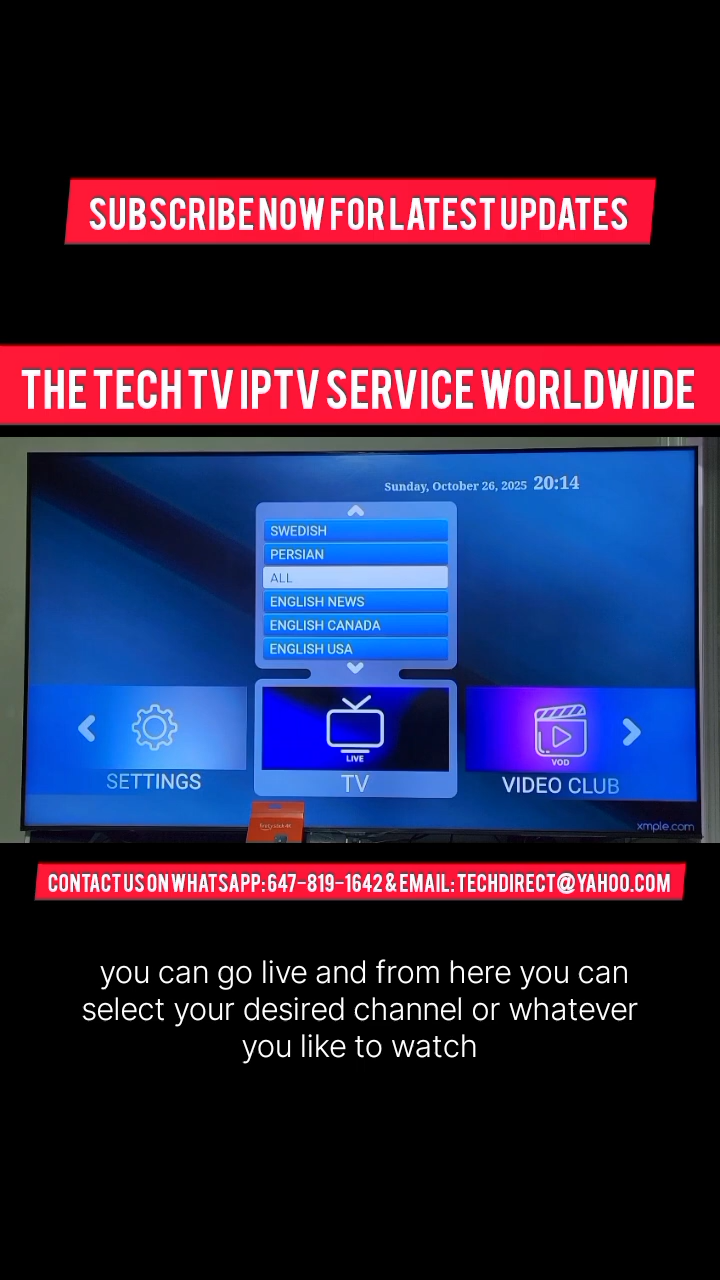 SUBSCRIBE NOW FOR LATEST UPDATES
THE TECH TV IPTV SERVICE WORLDWIDE
Sunday, October 26, 2025 20:14
SWEDISH
PERSIAN
ALL
ENGLISH NEWS
ENGLISH CANADA
ENGLISH USA
LIVE
VOD
SETTINGS
TV
VIDEO CLUB
xmple.com
CONTACT US ON WHATSAPP: 647-819-1642 & EMAIL: TECHDIRECT@YAHOO.COM
you can go live and from here you can
select your desired channel or whatever
you like to watch